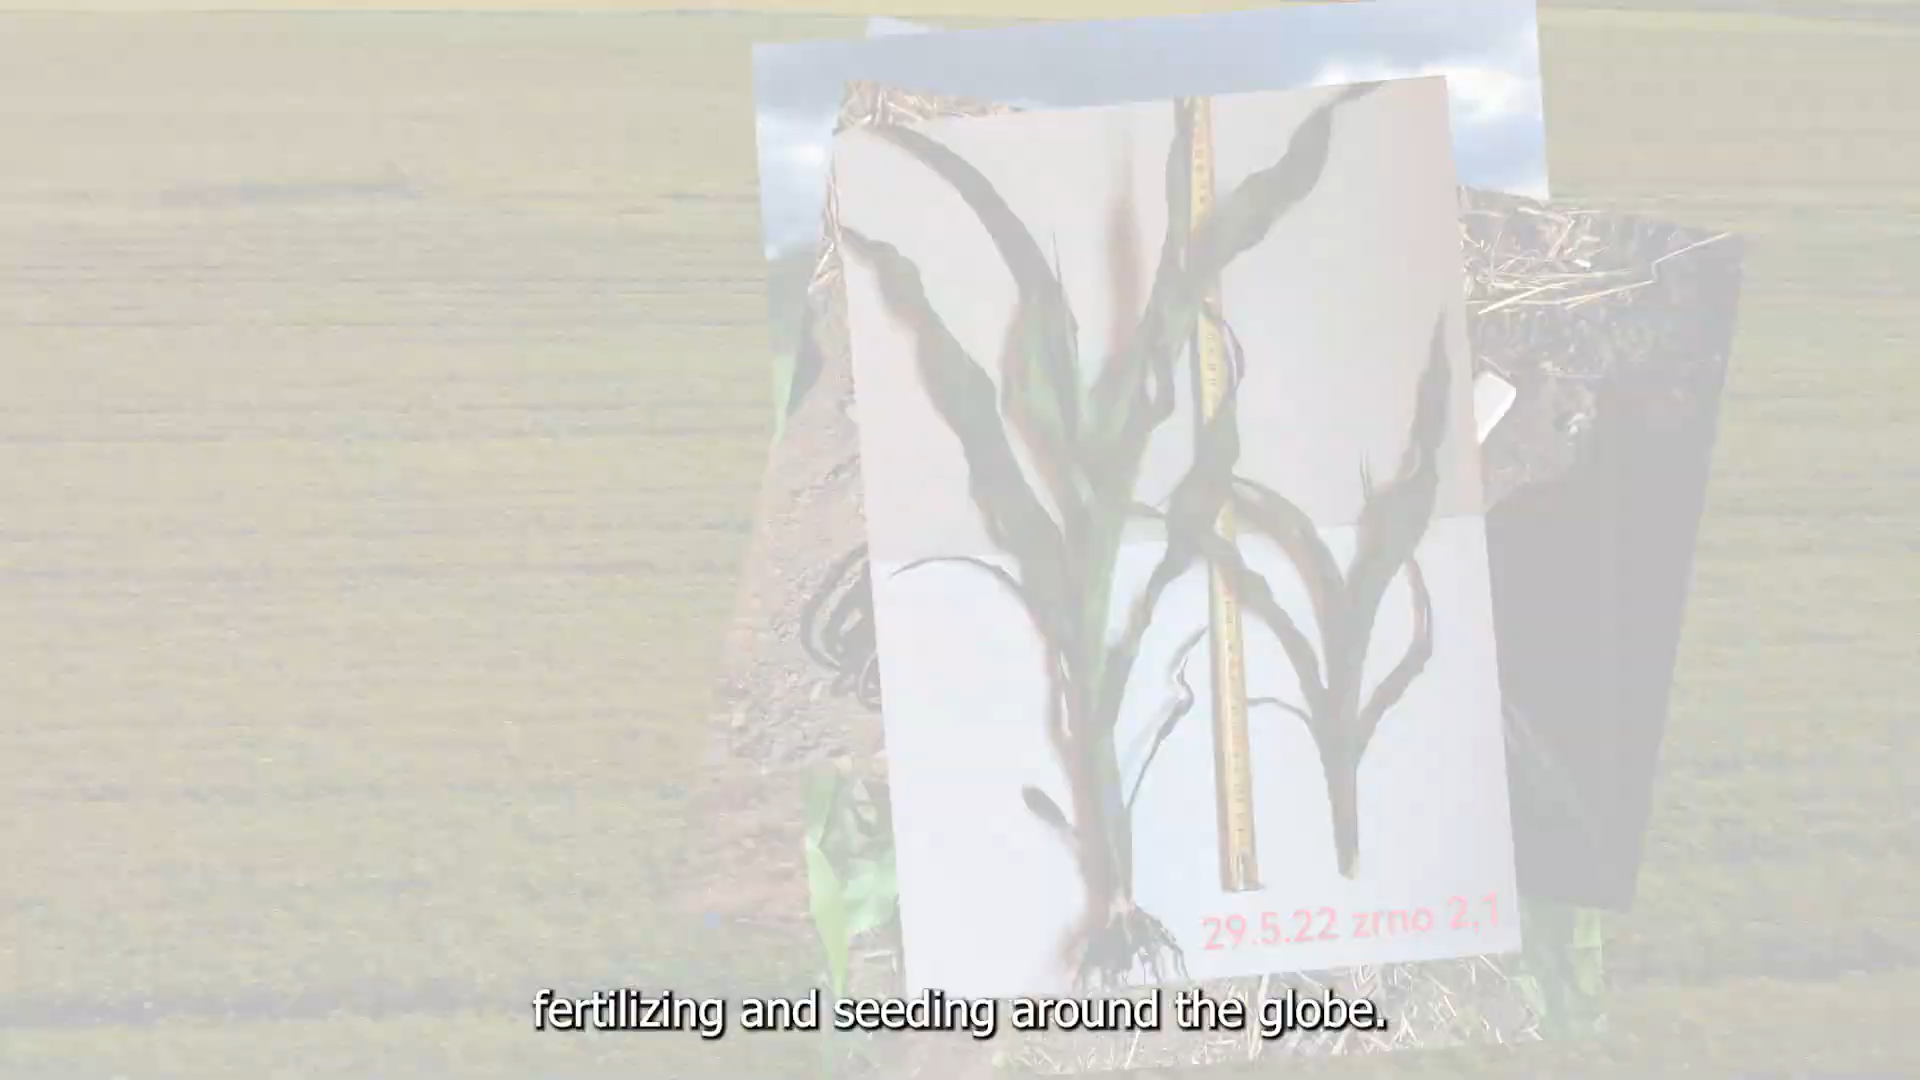 29.5.22 zrno 2,1
fertilizing and seeding around the globe.